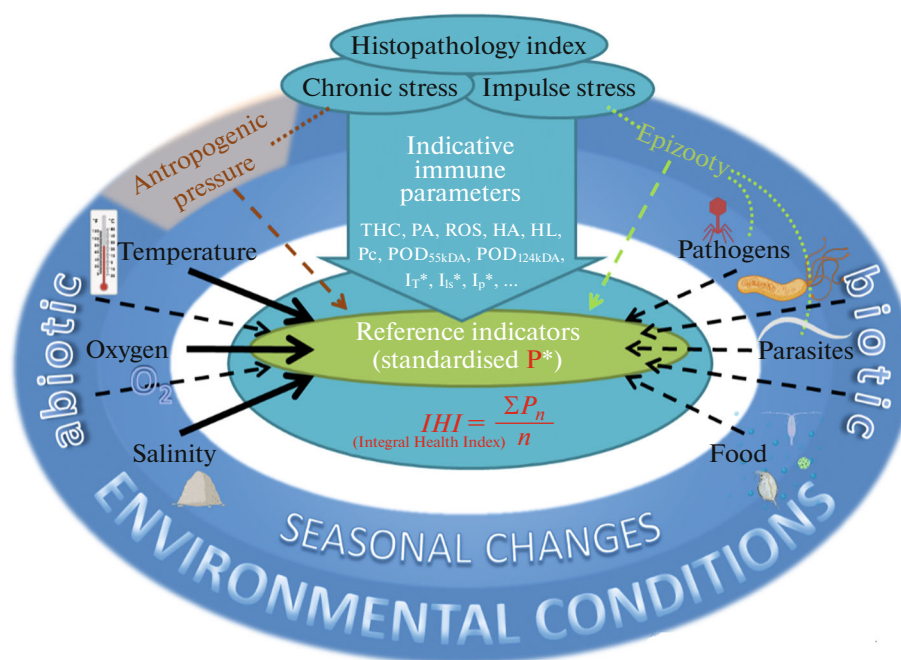 Histopathology index
Chronic stress
Impulse stress
Antropogenic
pressure
Indicative
immune
parameters
THC, PA, ROS, HA, HL,
Pc, POD55kDA, POD124kDA,
IT*, IIs*, Ip*, ...
Epizooty
Temperature
Oxygen
O2
Salinity
abiotic
Reference indicators
(standardised P*)
IHI = ΣPn / n
(Integral Health Index)
Pathogens
Parasites
Food
biotic
SEASONAL CHANGES
ENVIRONMENTAL CONDITIONS